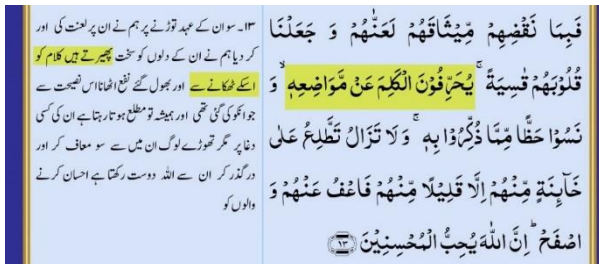 فَبِمَا نَقۡضِهِمۡ مِّيۡثَاقَهُمۡ لَعَنّٰهُمۡ وَ جَعَلۡنَا
قُلُوۡبَهُمۡ قٰسِيَةً ۚ يُحَرِّفُوۡنَ الۡكَلِمَ عَنۡ مَّوَاضِعِهٖ ۙ وَ
نَسُوۡا حَظًّا مِّمَّا ذُكِّرُوۡا بِهٖ ۚ وَلَا تَزَالُ تَطَّلِعُ عَلٰى
خَآئِنَةٍ مِّنۡهُمۡ اِلَّا قَلِيۡلًا مِّنۡهُمۡ فَاعۡفُ عَنۡهُمۡ وَ
اصۡفَحۡ ؕ اِنَّ اللّٰهَ يُحِبُّ الۡمُحۡسِنِيۡنَ ﴿۱۳﴾
۱۳۔ سو ان کے عہد توڑنے پر ہم نے ان پر لعنت کی اور
کر دیا ہم نے ان کے دلوں کو سخت پھیرتے ہیں کلام کو
اسکے ٹھکانے سے اور بھول گئے نفع اٹھانا اس نصیحت سے
جو انکو کی گئی تھی اور ہمیشہ تو مطلع ہوتا رہتا ہے ان کی کسی
دغا پر مگر تھوڑے لوگ ان میں سے سو معاف کر اور
درگذر کر ان سے اللہ دوست رکھتا ہے احسان کرنے
والوں کو